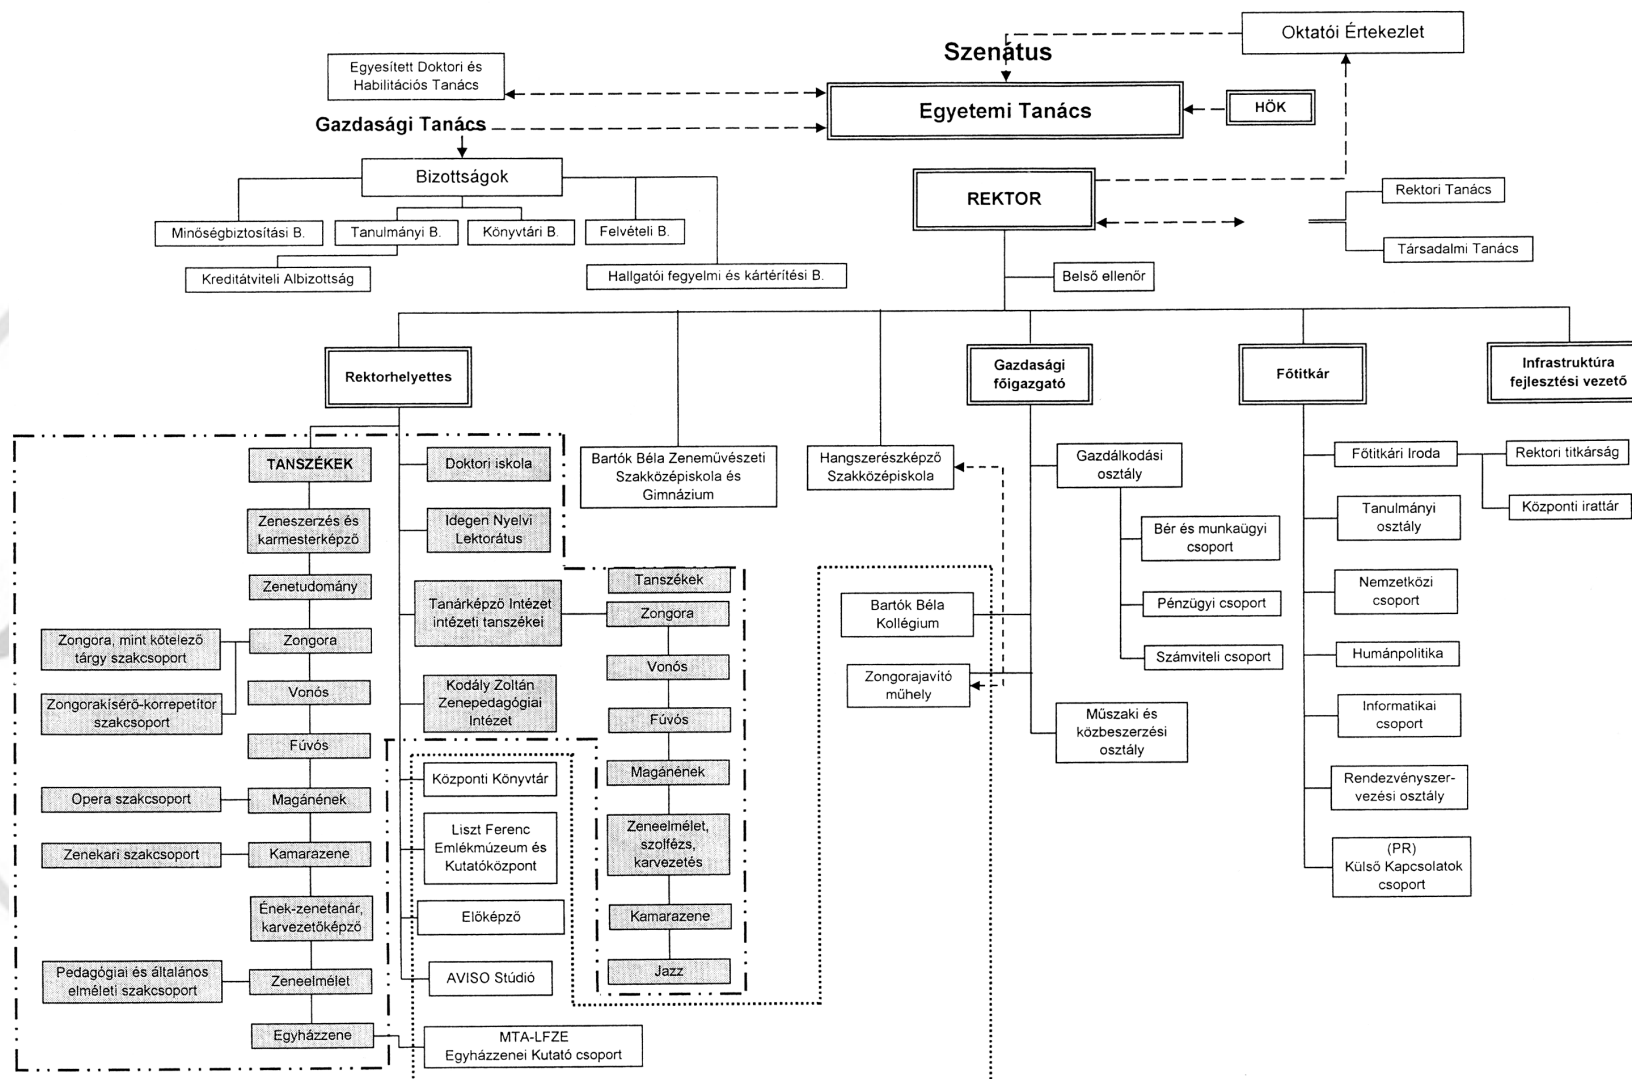 Oktatói Értekezlet
Szenátus
Egyesített Doktori és
Habilitációs Tanács
Egyetemi Tanács
HÖK
Gazdasági Tanács
Bizottságok
REKTOR
Rektori Tanács
Társadalmi Tanács
Minőségbiztosítási B.
Tanulmányi B.
Könyvtári B.
Felvételi B.
Kreditátviteli Albizottság
Hallgatói fegyelmi és kártérítési B.
Belső ellenőr
Rektorhelyettes
Gazdasági
főigazgató
Főtitkár
Infrastruktúra
fejlesztési vezető
TANSZÉKEK
Zeneszerzés és
karmesterképző
Zenetudomány
Zongora
Vonós
Fúvós
Magánének
Kamarazene
Ének-zenetanár,
karvezetőképző
Zeneelmélet
Egyházzene
Zongora, mint kötelező
tárgy szakcsoport
Zongorakísérő-korrepetítor
szakcsoport
Opera szakcsoport
Zenekari szakcsoport
Pedagógiai és általános
elméleti szakcsoport
Doktori iskola
Idegen Nyelvi
Lektorátus
Tanárképző Intézet
intézeti tanszékei
Kodály Zoltán
Zenepedagógiai
Intézet
Központi Könyvtár
Liszt Ferenc
Emlékmúzeum és
Kutatóközpont
Előképző
AVISO Stúdió
MTA-LFZE
Egyházzenei Kutató csoport
Tanszékek
Zongora
Vonós
Fúvós
Magánének
Zeneelmélet,
szolfézs,
karvezetés
Kamarazene
Jazz
Bartók Béla Zeneművészeti
Szakközépiskola és
Gimnázium
Hangszerészképző
Szakközépiskola
Bartók Béla
Kollégium
Zongorajavító
műhely
Gazdálkodási
osztály
Bér és munkaügyi
csoport
Pénzügyi csoport
Számviteli csoport
Műszaki és
közbeszerzési
osztály
Főtitkári Iroda
Rektori titkárság
Központi irattár
Tanulmányi
osztály
Nemzetközi
csoport
Humánpolitika
Informatikai
csoport
Rendezvényszer-
vezési osztály
(PR)
Külső Kapcsolatok
csoport